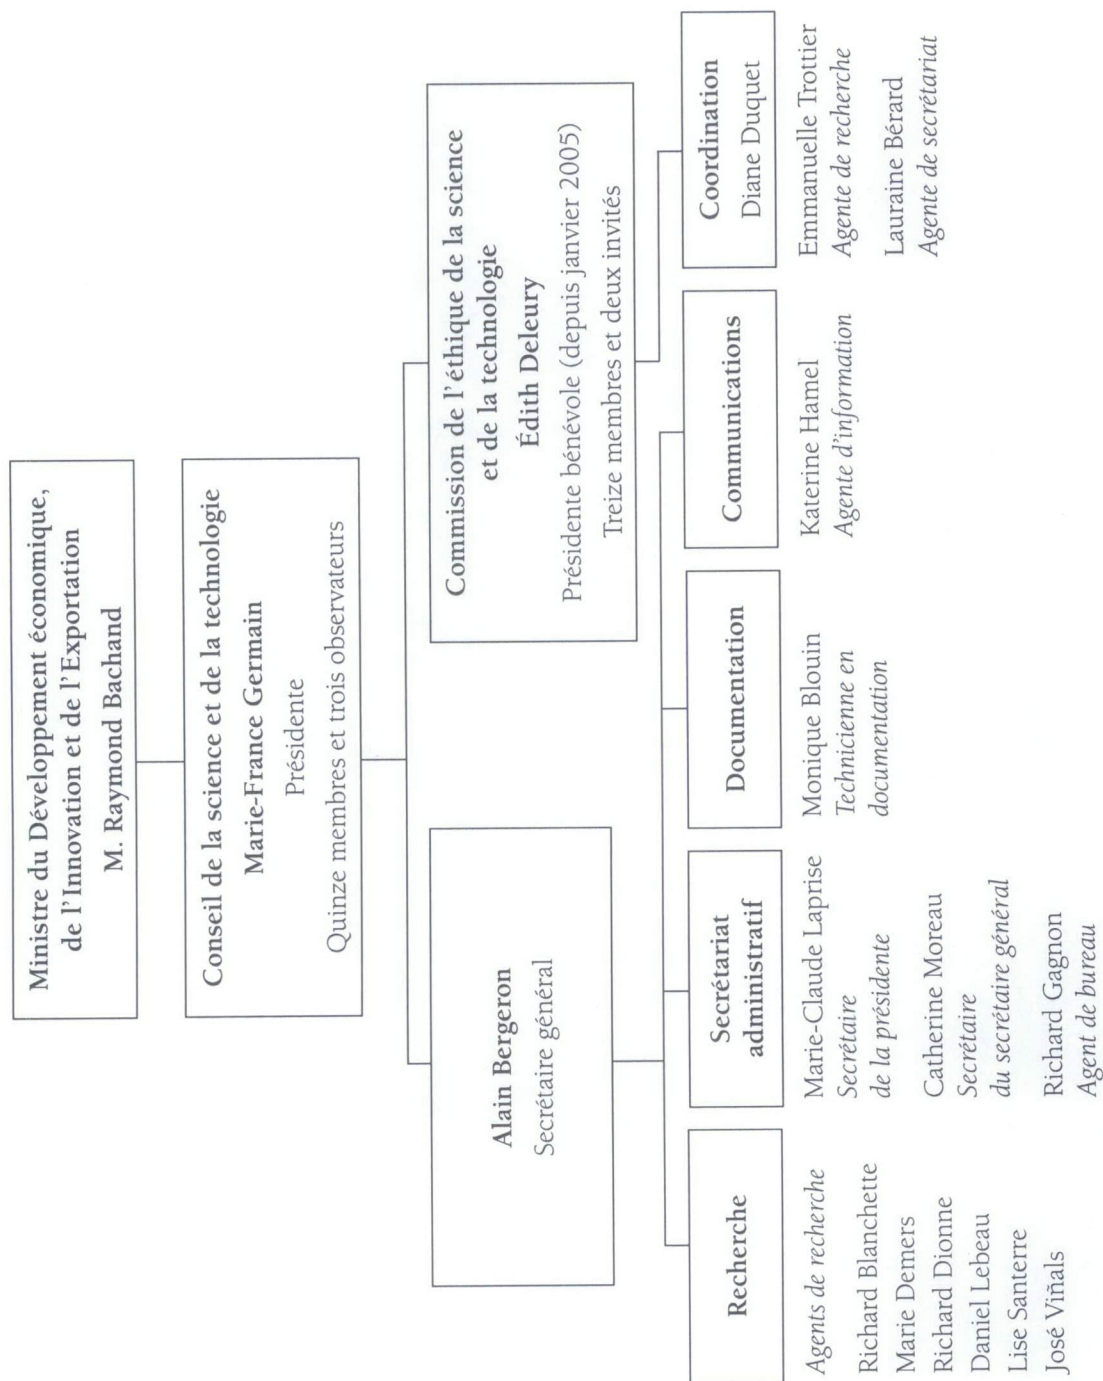 Ministre du Développement économique,
de l'Innovation et de l'Exportation
M. Raymond Bachand
Conseil de la science et de la technologie
Marie-France Germain
Présidente
Quinze membres et trois observateurs
Alain Bergeron
Secrétaire général
Commission de l'éthique de la science
et de la technologie
Édith Deleury
Présidente bénévole (depuis janvier 2005)
Treize membres et deux invités
Recherche
Agents de recherche
Richard Blanchette
Marie Demers
Richard Dionne
Daniel Lebeau
Lise Santerre
José Viñals
Secrétariat
administratif
Marie-Claude Laprise
Secrétaire
de la présidente
Catherine Moreau
Secrétaire
du secrétaire général
Richard Gagnon
Agent de bureau
Documentation
Monique Blouin
Technicienne en
documentation
Communications
Katerine Hamel
Agente d'information
Coordination
Diane Duquet
Emmanuelle Trottier
Agente de recherche
Lauraine Bérard
Agente de secrétariat